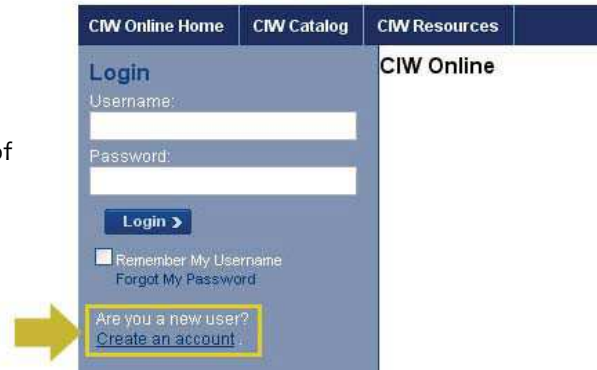 CIW Online Home CIW Catalog CIW Resources
of
Login
Username:
Password:
Login >
Remember My Username
Forgot My Password
Are you a new user?
Create an account .
CIW Online